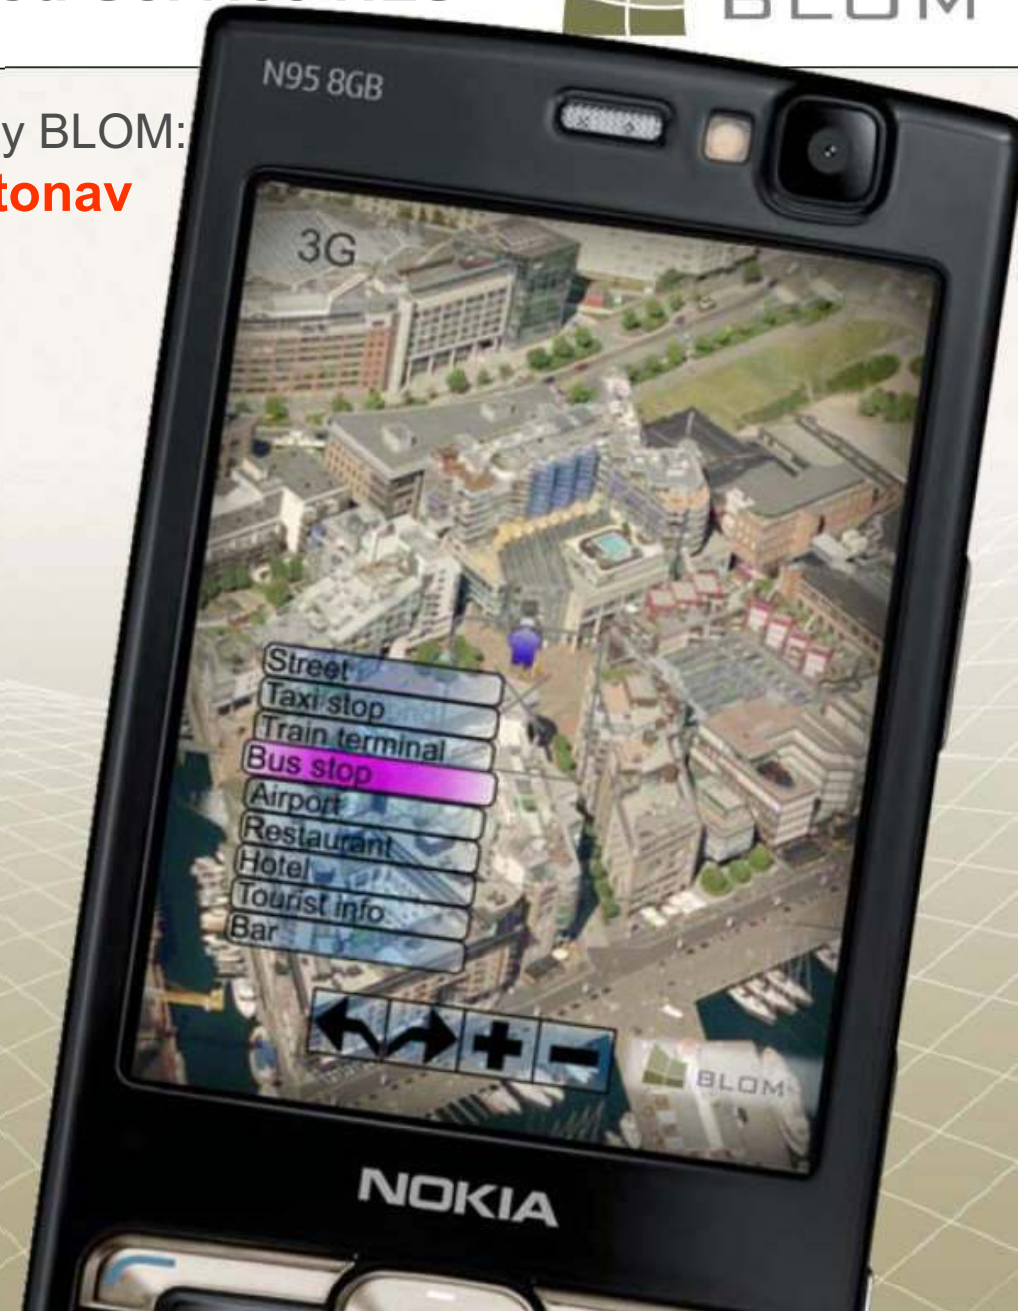 BLOM
N95 8GB
y BLOM:
tonav
3G
Street
Taxi stop
Train terminal
Bus stop
Airport
Restaurant
Hotel
Tourist info
Bar
BLOM
NOKIA